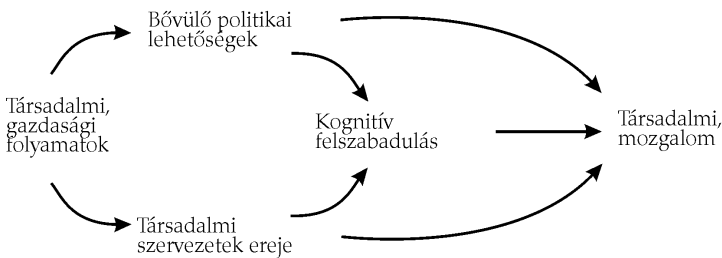 Bővülő politikai
lehetőségek
Társadalmi,
gazdasági
folyamatok
Kognitív
felszabadulás
Társadalmi,
mozgalom
Társadalmi
szervezetek ereje